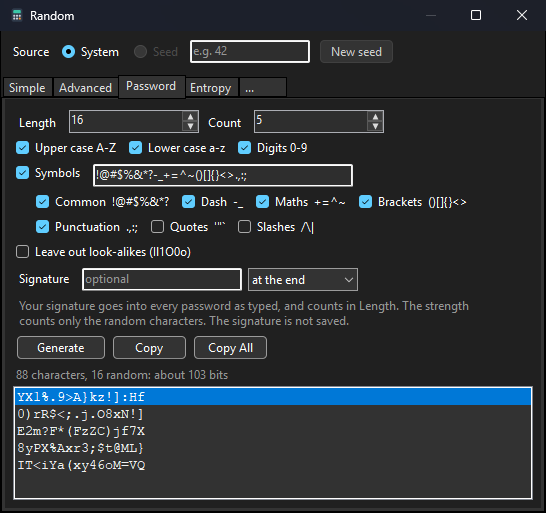 Random
Source System Seed e.g. 42 New seed
Simple Advanced Password Entropy ...
Length 16 Count 5
Upper case A-Z Lower case a-z Digits 0-9
Symbols !@#$%&*?-_+=^~()[]{}<>.,:;
Common !@#$%&*? Dash -_ Maths +=^~ Brackets ()[]{}<>
Punctuation .,:; Quotes '"` Slashes /\|
Leave out look-alikes (Il1O0o)
Signature optional at the end
Your signature goes into every password as typed, and counts in Length. The strength
counts only the random characters. The signature is not saved.
Generate Copy Copy All
88 characters, 16 random: about 103 bits
YX1%.9>A}kz!]:Hf
0)rR$<;.j.O8xN!]
E2m?F*(FzZC)jf7X
8yPX%Axr3;$t@ML}
IT<iYa(xy46oM=VQ